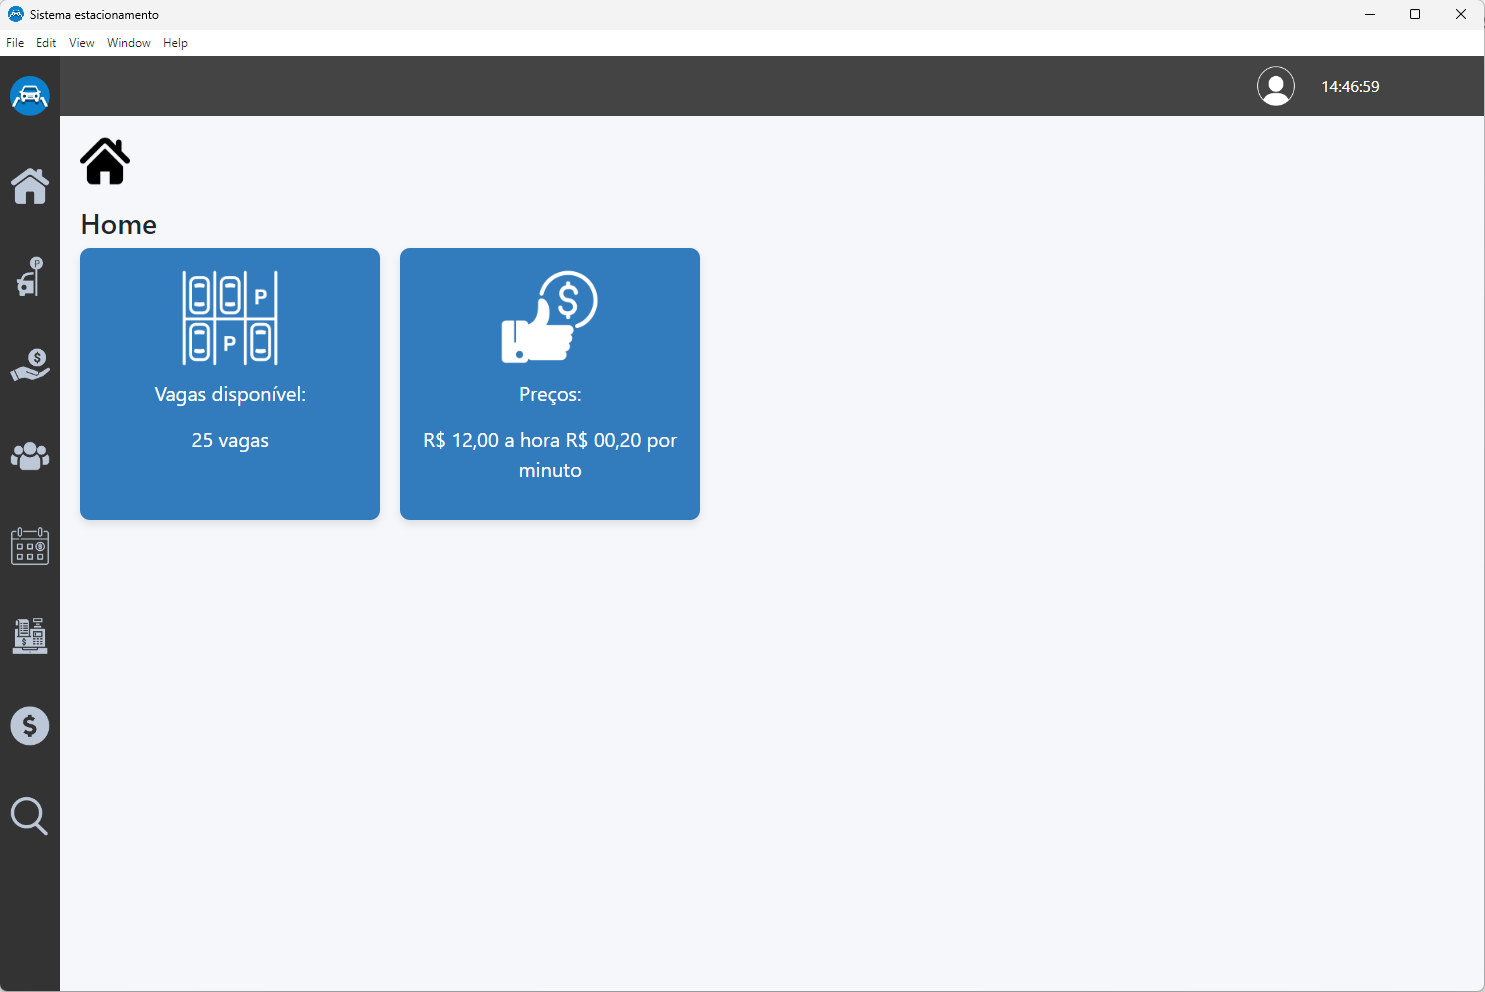 Sistema estacionamento
File Edit View Window Help
14:46:59
Home
P
P
Vagas disponível:
25 vagas
$
Preços:
R$ 12,00 a hora R$ 00,20 por
minuto
P
$
$
$
$